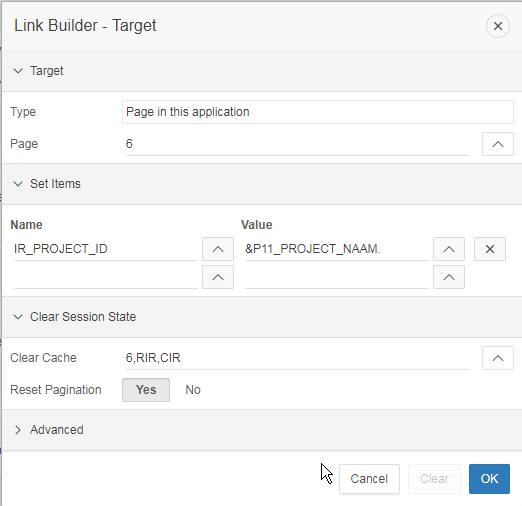 Link Builder - Target
Target
Type Page in this application
Page 6
Set Items
Name Value
IR_PROJECT_ID &P11_PROJECT_NAAM.
Clear Session State
Clear Cache 6,RIR,CIR
Reset Pagination Yes No
Advanced
Cancel Clear OK